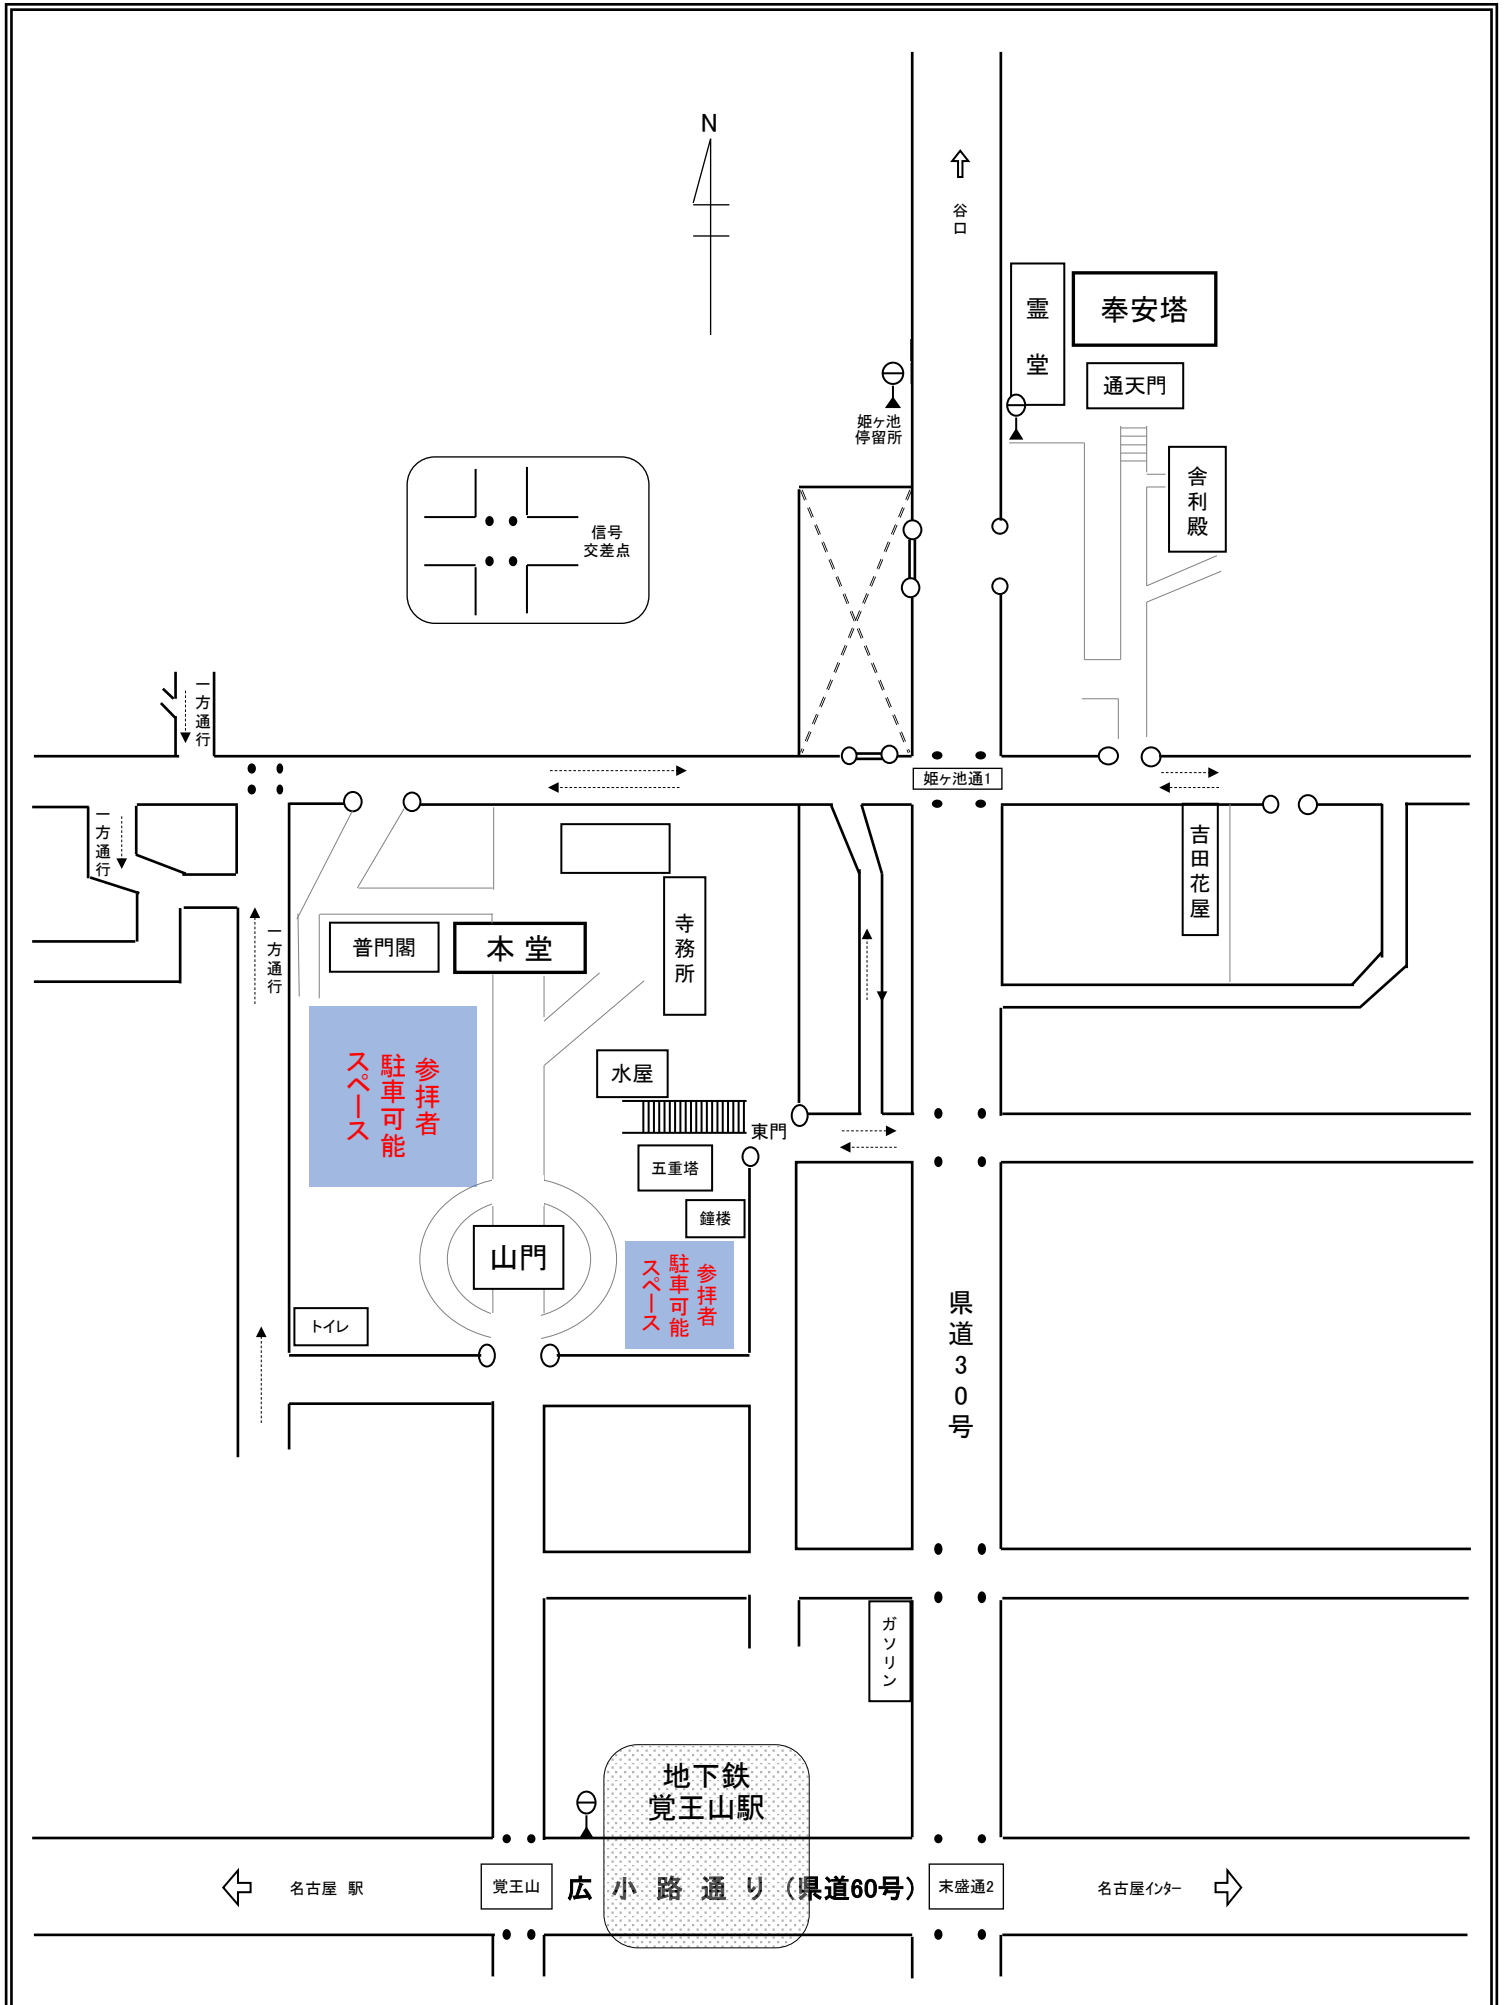 N
谷口
霊堂
奉安塔
通天門
姫ヶ池
停留所
舎利殿
信号
交差点
一方通行
姫ヶ池通1
一方通行
吉田花屋
寺務所
普門閣
本堂
一方通行
参拝者
駐車可能
スペース
水屋
東門
五重塔
鐘楼
山門
参拝者
駐車可能
スペース
トイレ
県道30号
ガソリン
地下鉄
覚王山駅
名古屋 駅
覚王山
広小路通り(県道60号)
末盛通2
名古屋インター